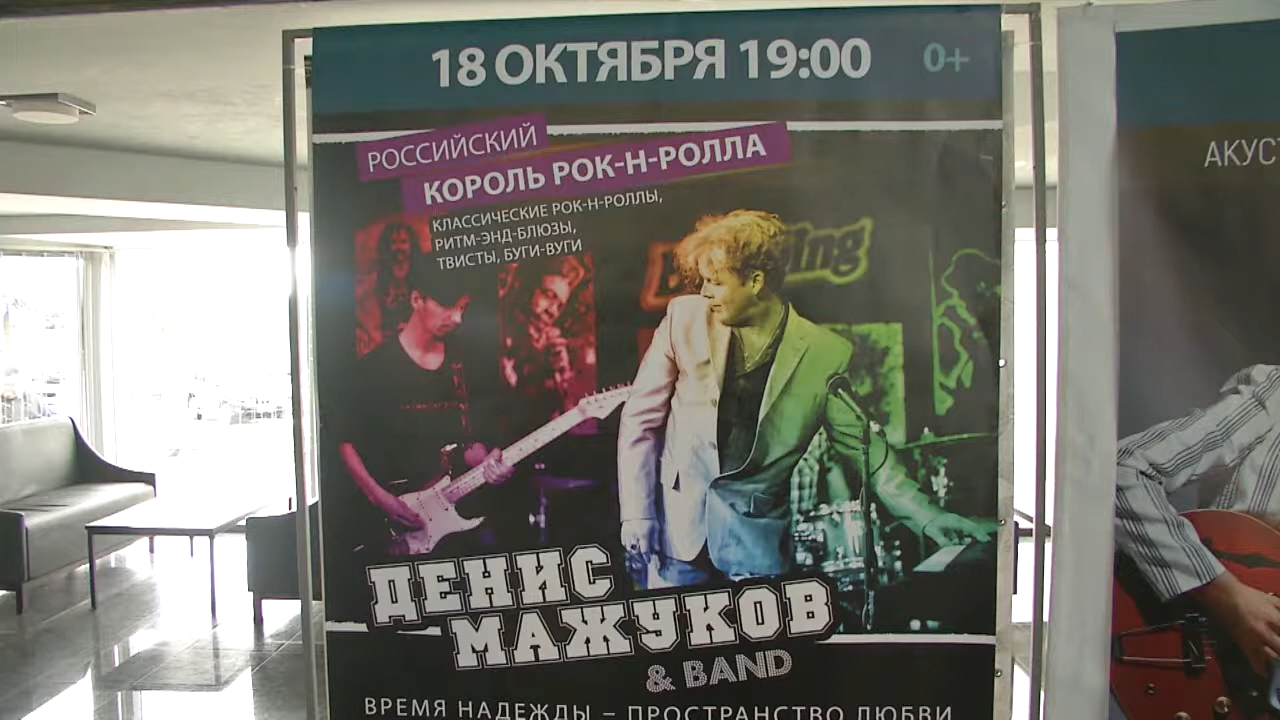 18 ОКТЯБРЯ 19:00
0+
РОССИЙСКИЙ
КОРОЛЬ РОК-Н-РОЛЛА
КЛАССИЧЕСКИЕ РОК-Н-РОЛЛЫ,
РИТМ-ЭНД-БЛЮЗЫ,
ТВИСТЫ, БУГИ-ВУГИ
ДЕНИС
МАЖУКОВ
& BAND
ВРЕМЯ НАДЕЖДЫ – ПРОСТРАНСТВО ЛЮБВИ